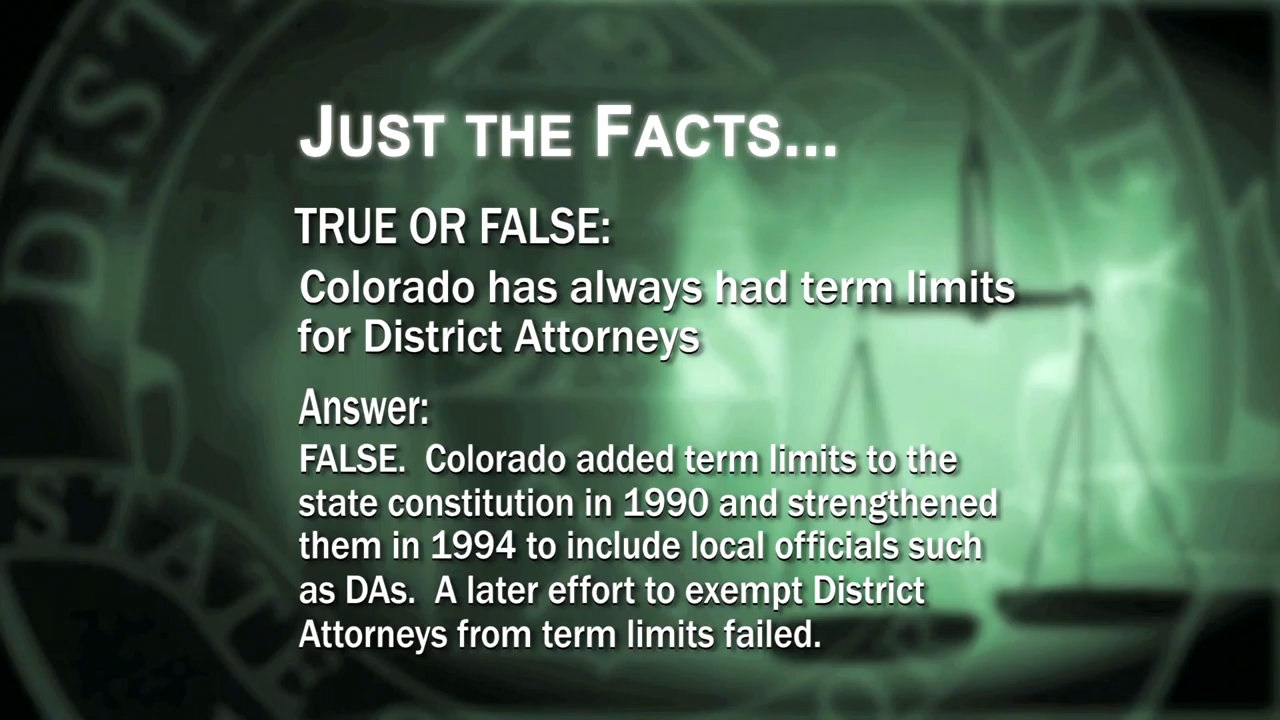 JUST THE FACTS...
TRUE OR FALSE:
Colorado has always had term limits
for District Attorneys
Answer:
FALSE.  Colorado added term limits to the
state constitution in 1990 and strengthened
them in 1994 to include local officials such
as DAs.  A later effort to exempt District
Attorneys from term limits failed.